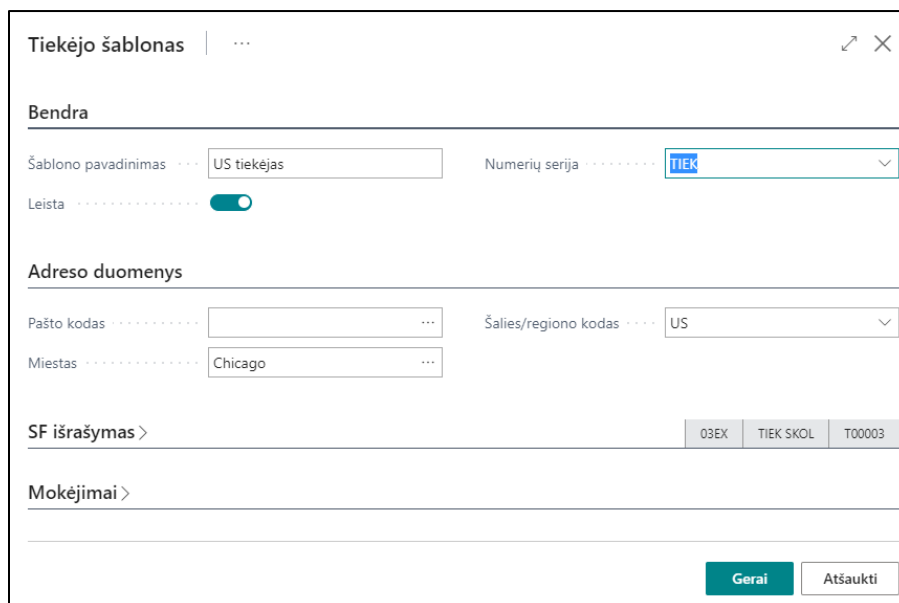 Tiekėjo šablonas
Bendra
Šablono pavadinimas US tiekėjas Numerių serija TIEK
Leista
Adreso duomenys
Pašto kodas Šalies/regiono kodas US
Miestas Chicago
SF išrašymas 03EX TIEK SKOL T00003
Mokėjimai
Gerai Atšaukti